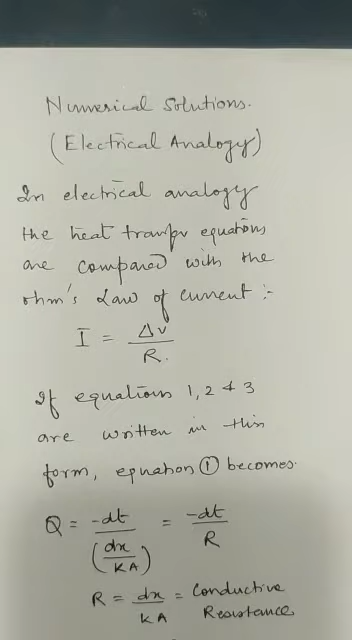 Numerical Solutions.
(Electrical Analogy)
In electrical analogy
the heat transfer equations
are compared with the
ohm's Law of current :-
I = ΔV / R.
If equations 1, 2 & 3
are written in this
form, equation ① becomes.
Q = -dt / (dx / KA) = -dt / R
R = dx / KA = Conductive Resistance